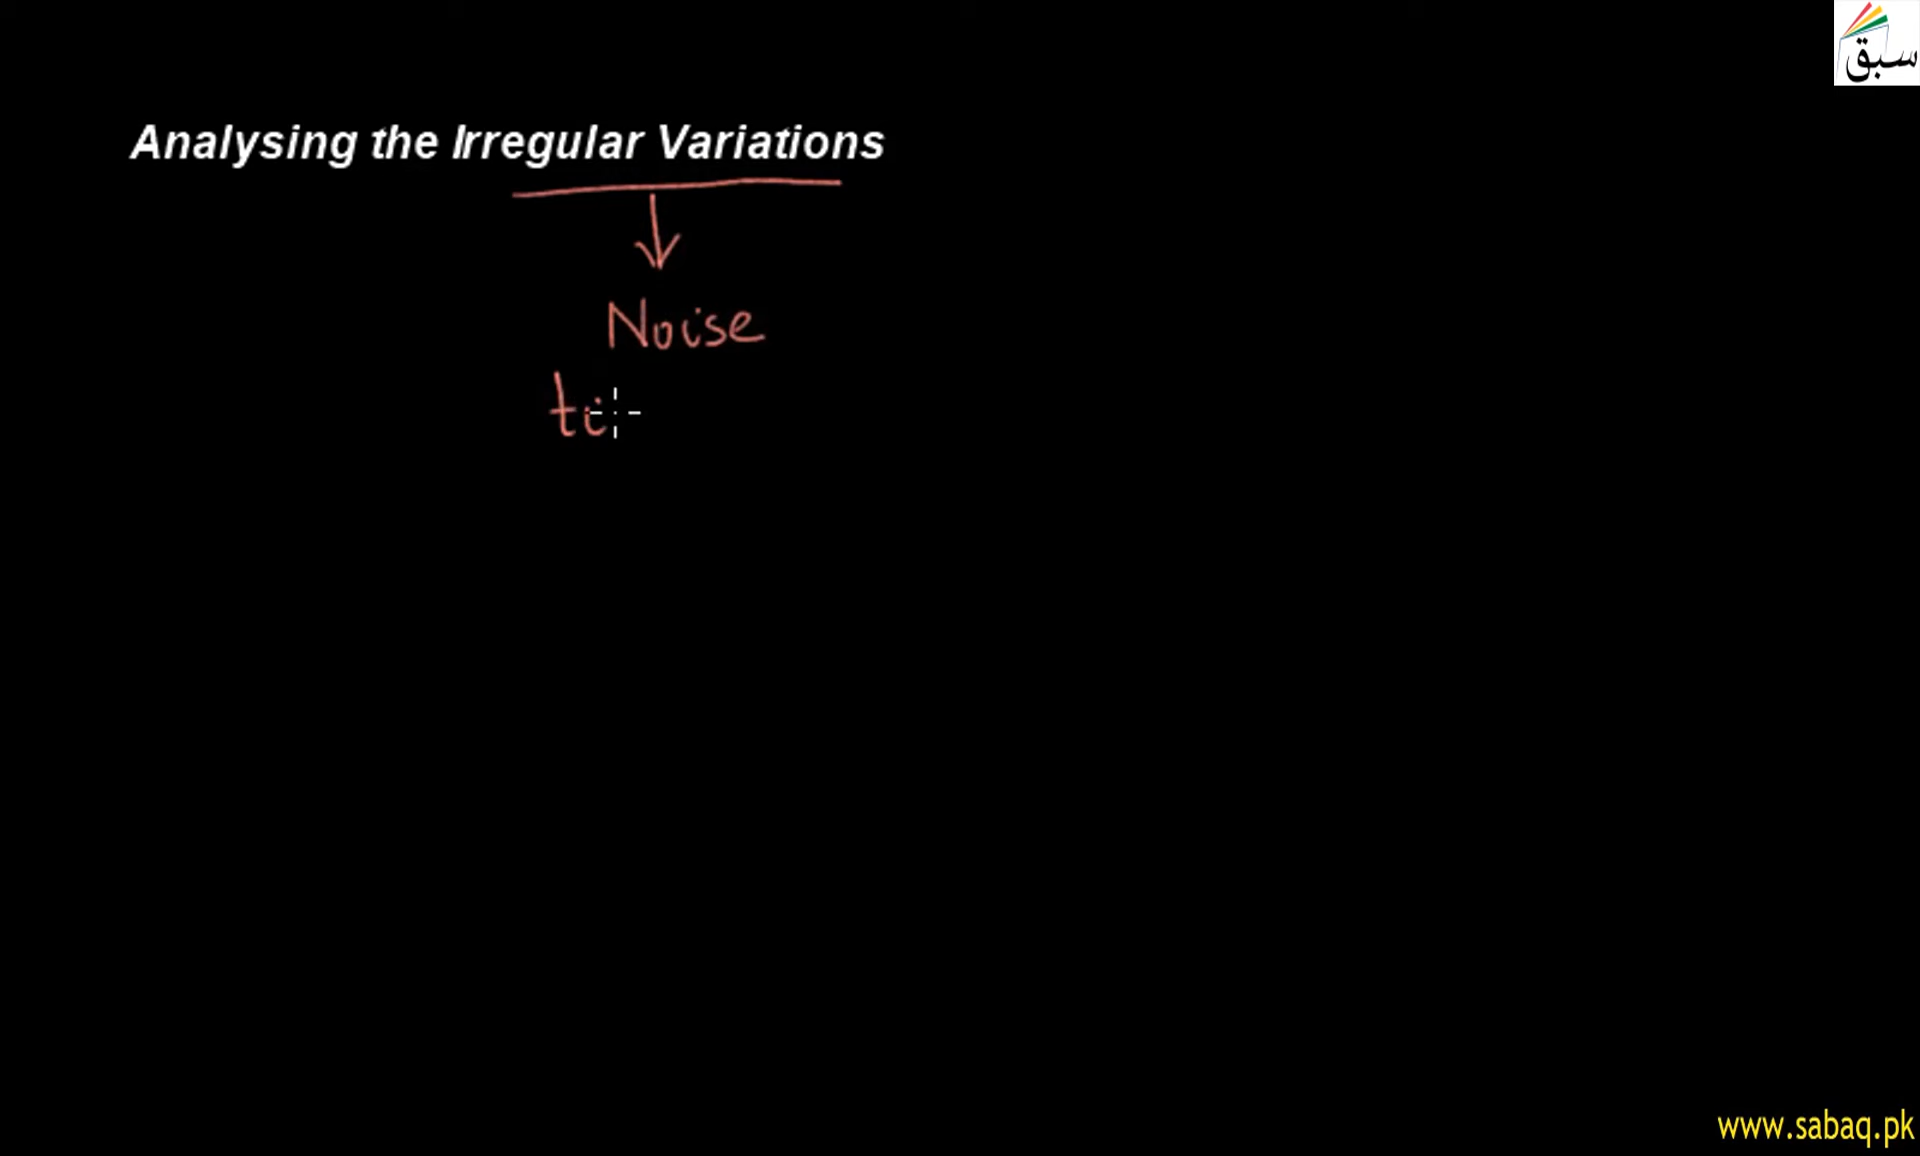 سبق
Analysing the Irregular Variations
Noise
ti
www.sabaq.pk